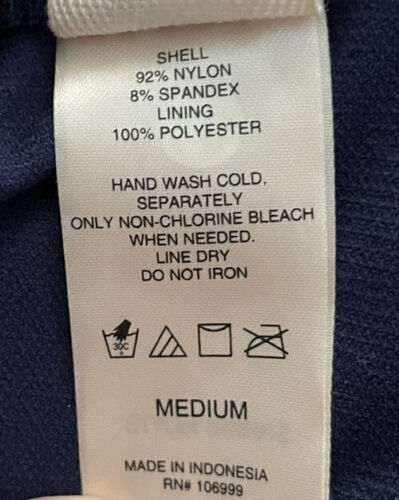 SHELL
92% NYLON
8% SPANDEX
LINING
100% POLYESTER
HAND WASH COLD,
SEPARATELY
ONLY NON-CHLORINE BLEACH
WHEN NEEDED.
LINE DRY
DO NOT IRON
30C
MEDIUM
MADE IN INDONESIA
RN# 106999